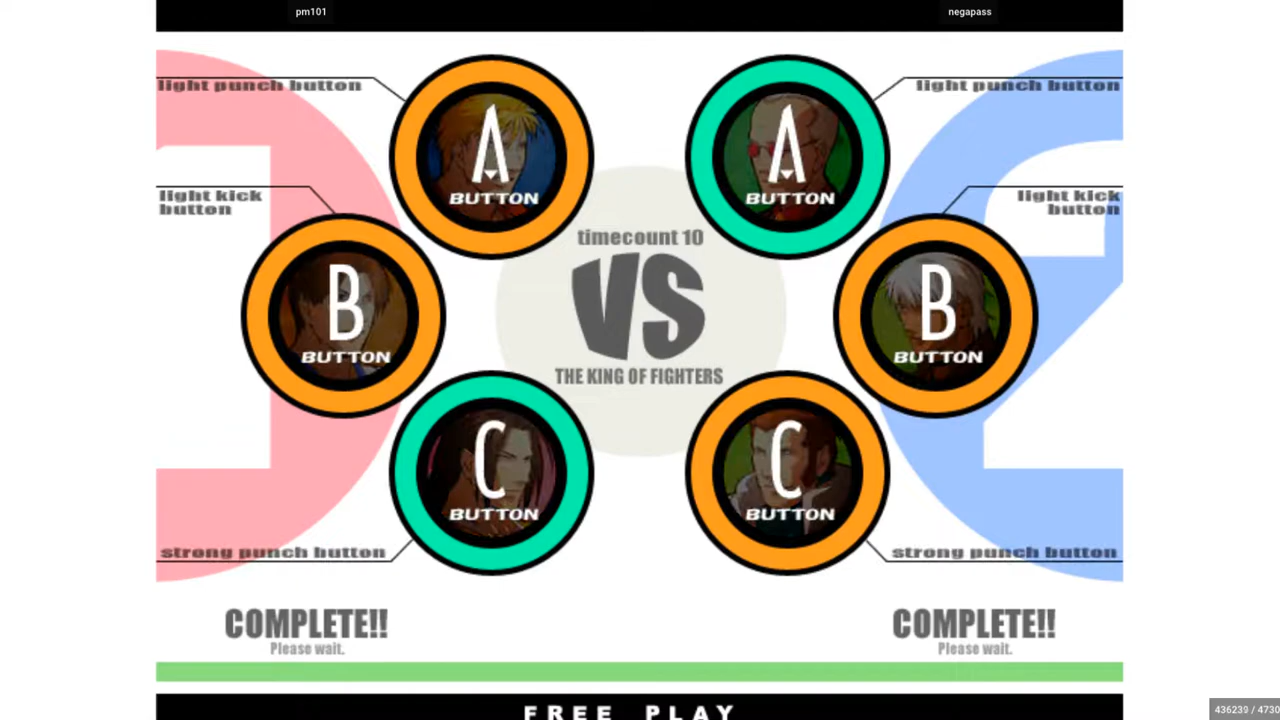 pm101
negapass
light punch button
light punch button
A
BUTTON
A
BUTTON
light kick
button
light kick
button
timecount 10
VS
THE KING OF FIGHTERS
B
BUTTON
B
BUTTON
C
BUTTON
C
BUTTON
strong punch button
strong punch button
COMPLETE!!
Please wait.
COMPLETE!!
Please wait.
FREE PLAY
436239 / 4730